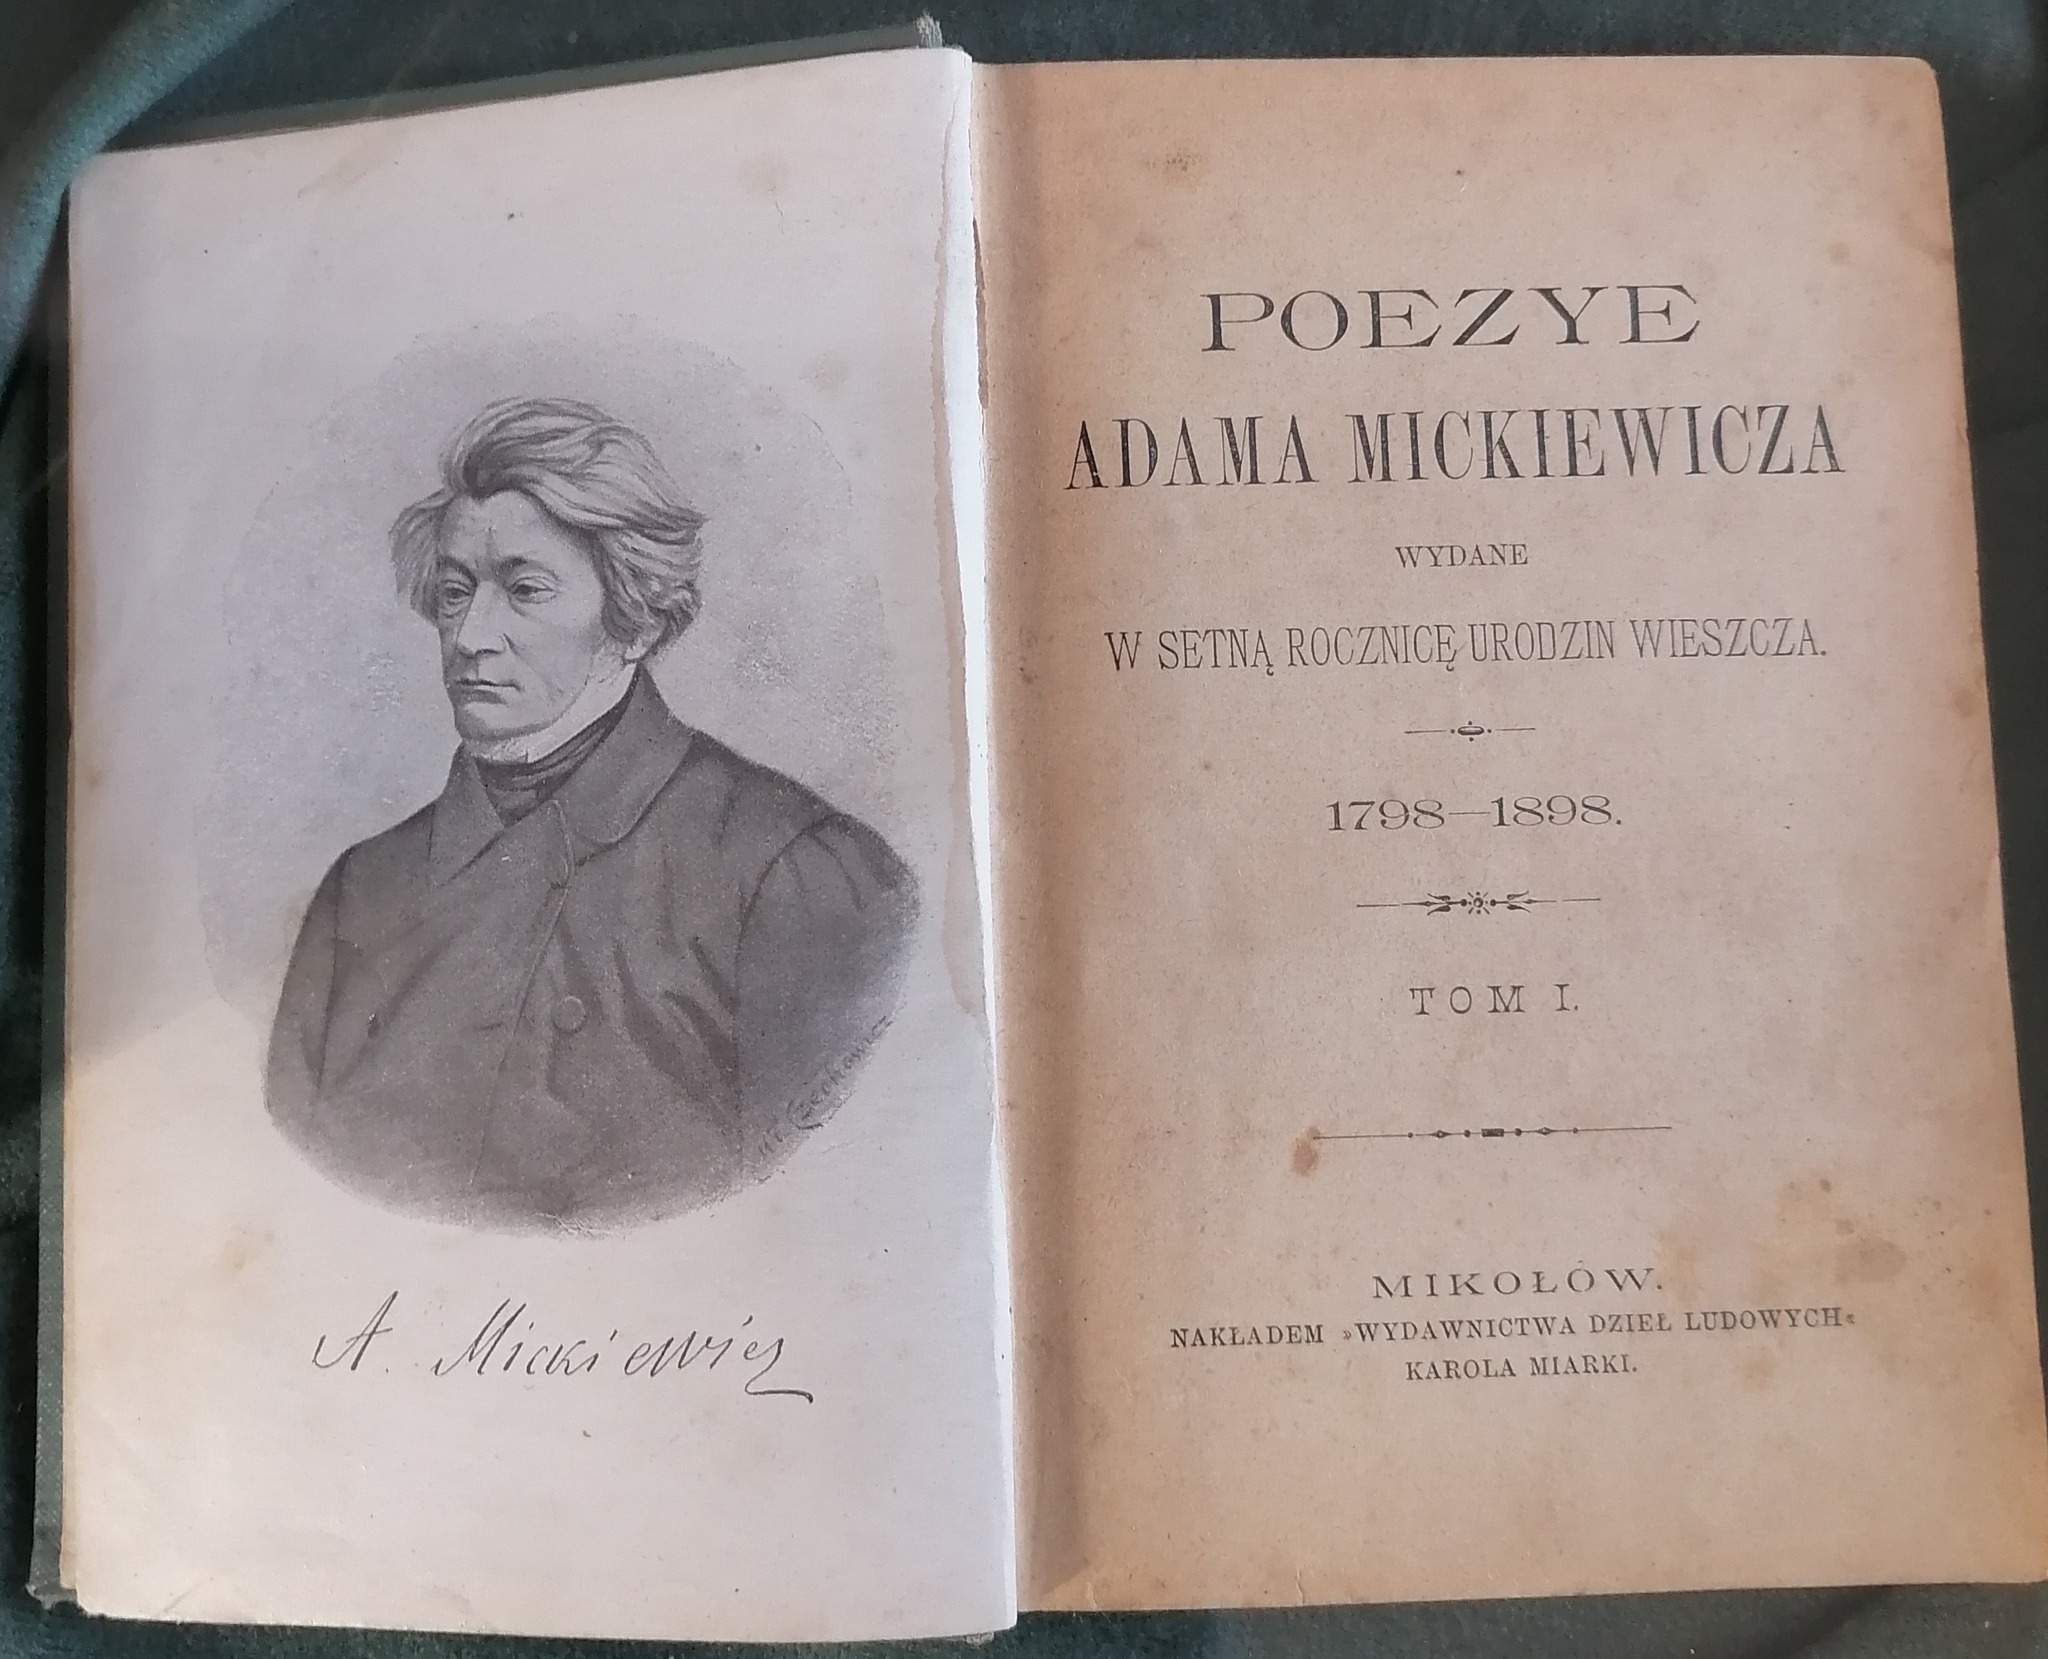 W. Czechowicz
A. Mickiewicz
POEZYE
ADAMA MICKIEWICZA
WYDANE
W SETNĄ ROCZNICĘ URODZIN WIESZCZA.
1798—1898.
TOM I.
MIKOŁÓW.
NAKŁADEM »WYDAWNICTWA DZIEŁ LUDOWYCH«
KAROLA MIARKI.